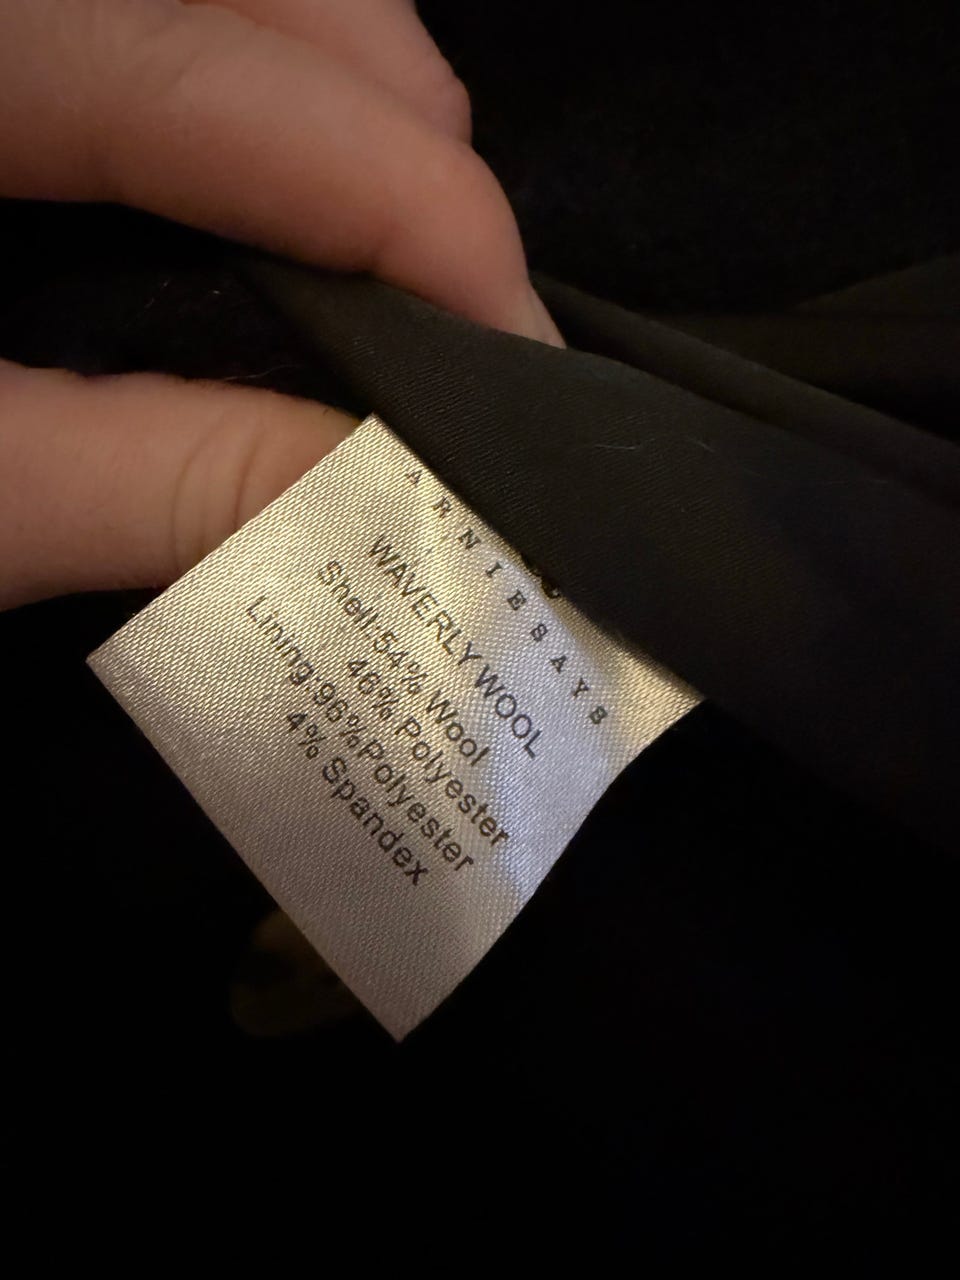 ARNIESAYS
WAVERLY WOOL
Shell:54% Wool
46% Polyester
Lining:96%Polyester
4% Spandex